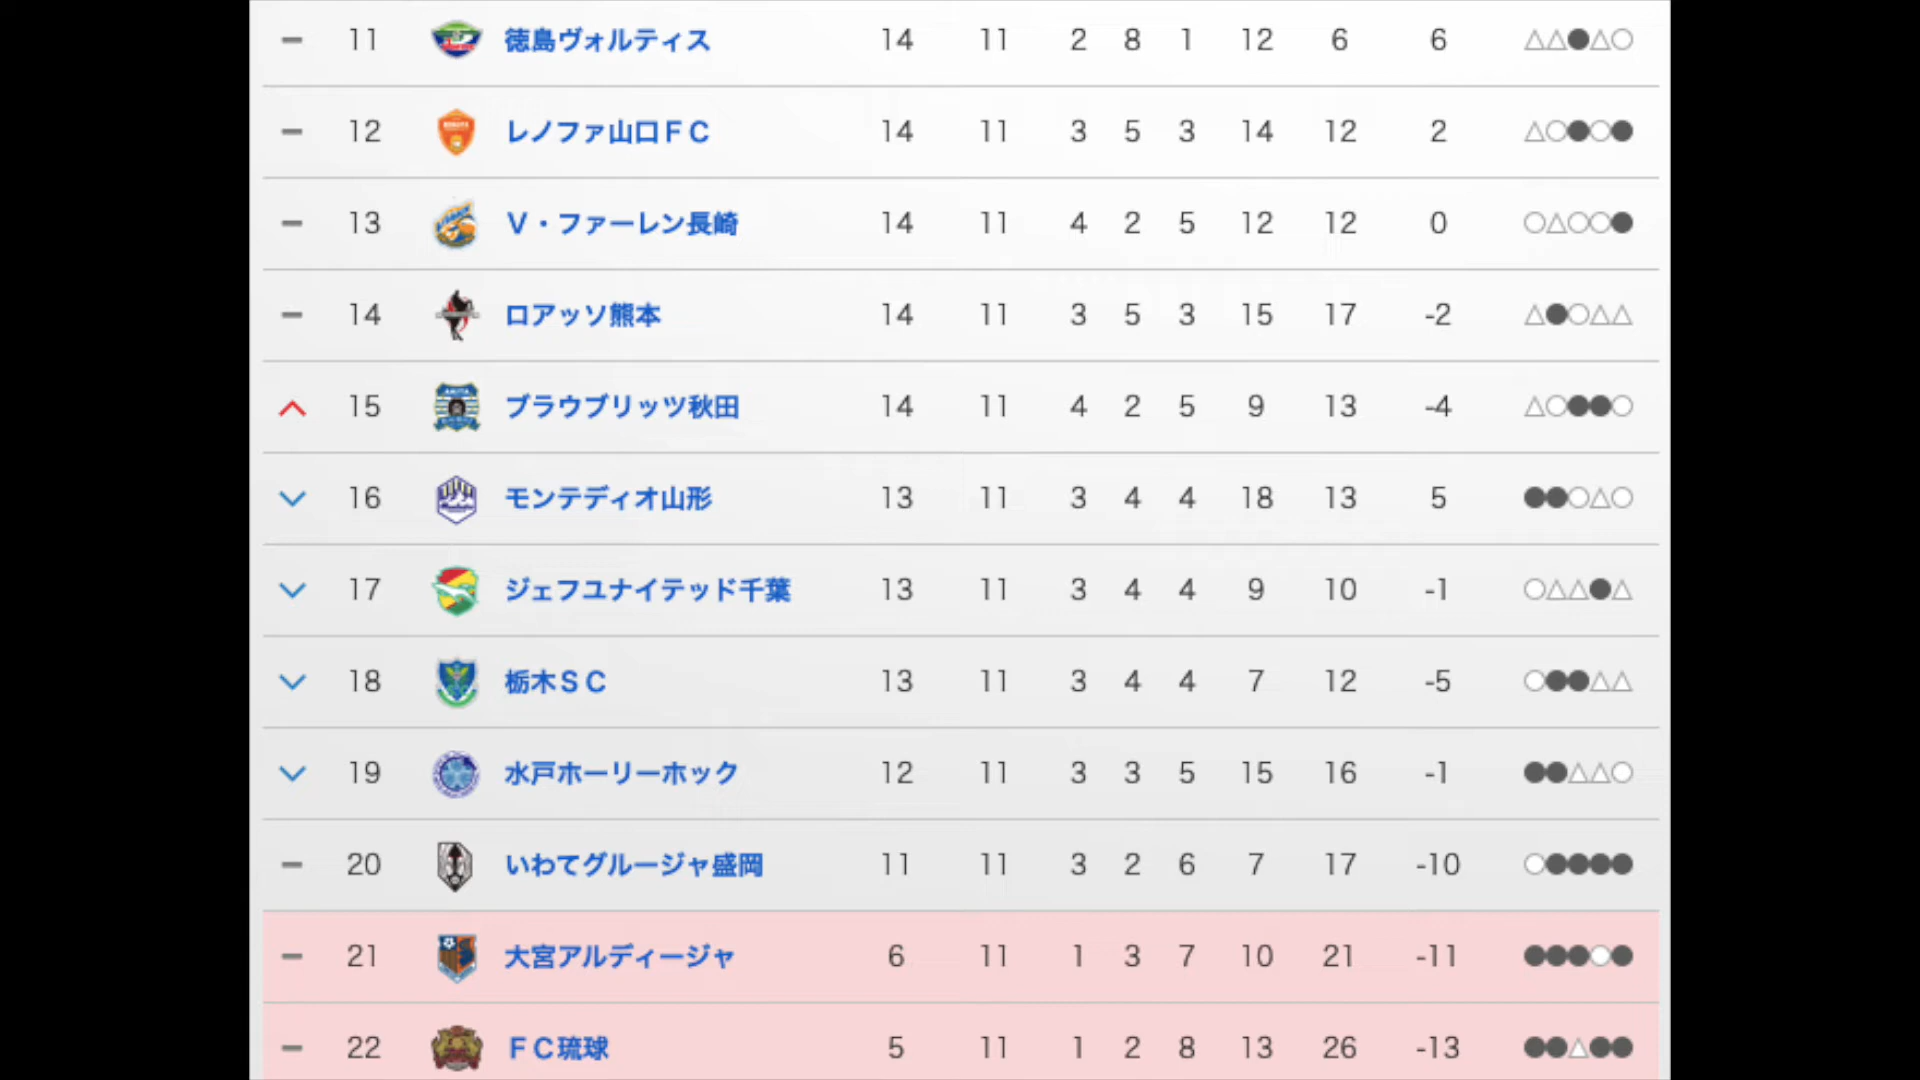 11 徳島ヴォルティス 14 11 2 8 1 12 6 6 △△●△○
12 レノファ山口ＦＣ 14 11 3 5 3 14 12 2 △○●○●
13 Ｖ・ファーレン長崎 14 11 4 2 5 12 12 0 ○△○○●
14 ロアッソ熊本 14 11 3 5 3 15 17 -2 △●○△△
15 ブラウブリッツ秋田 14 11 4 2 5 9 13 -4 △○●●○
16 モンテディオ山形 13 11 3 4 4 18 13 5 ●●○△○
17 ジェフユナイテッド千葉 13 11 3 4 4 9 10 -1 ○△△●△
18 栃木ＳＣ 13 11 3 4 4 7 12 -5 ○●●△△
19 水戸ホーリーホック 12 11 3 3 5 15 16 -1 ●●△△○
20 いわてグルージャ盛岡 11 11 3 2 6 7 17 -10 ○●●●●
21 大宮アルディージャ 6 11 1 3 7 10 21 -11 ●●●○●
22 ＦＣ琉球 5 11 1 2 8 13 26 -13 ●●△●●